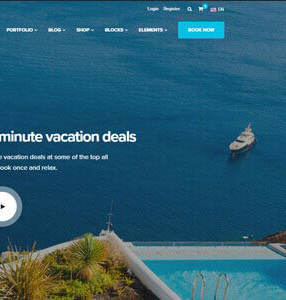 Login Register EN
PORTFOLIO BLOG SHOP BLOCKS ELEMENTS BOOK NOW
minute vacation deals
e vacation deals at some of the top all
ook once and relax.